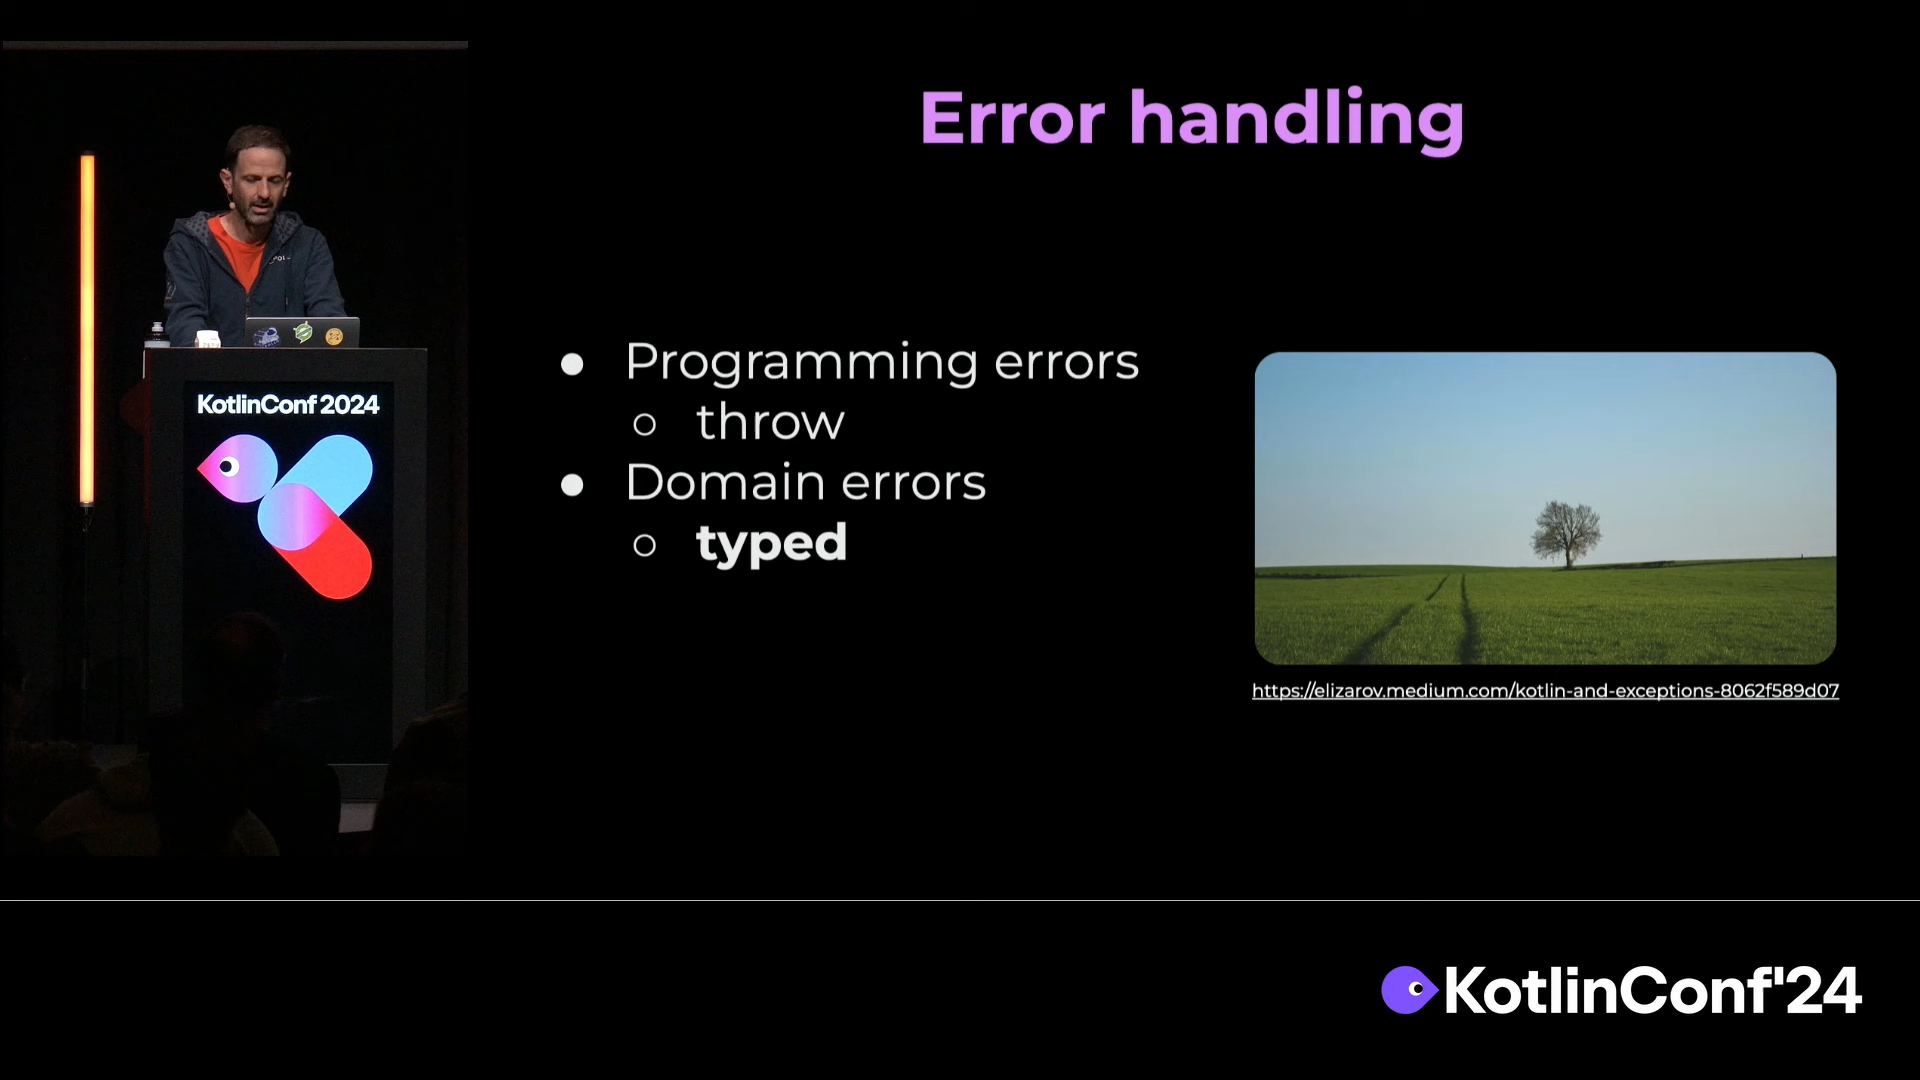 Error handling
Programming errors
throw
Domain errors
typed
https://elizarov.medium.com/kotlin-and-exceptions-8062f589d07
KotlinConf 2024
KotlinConf'24